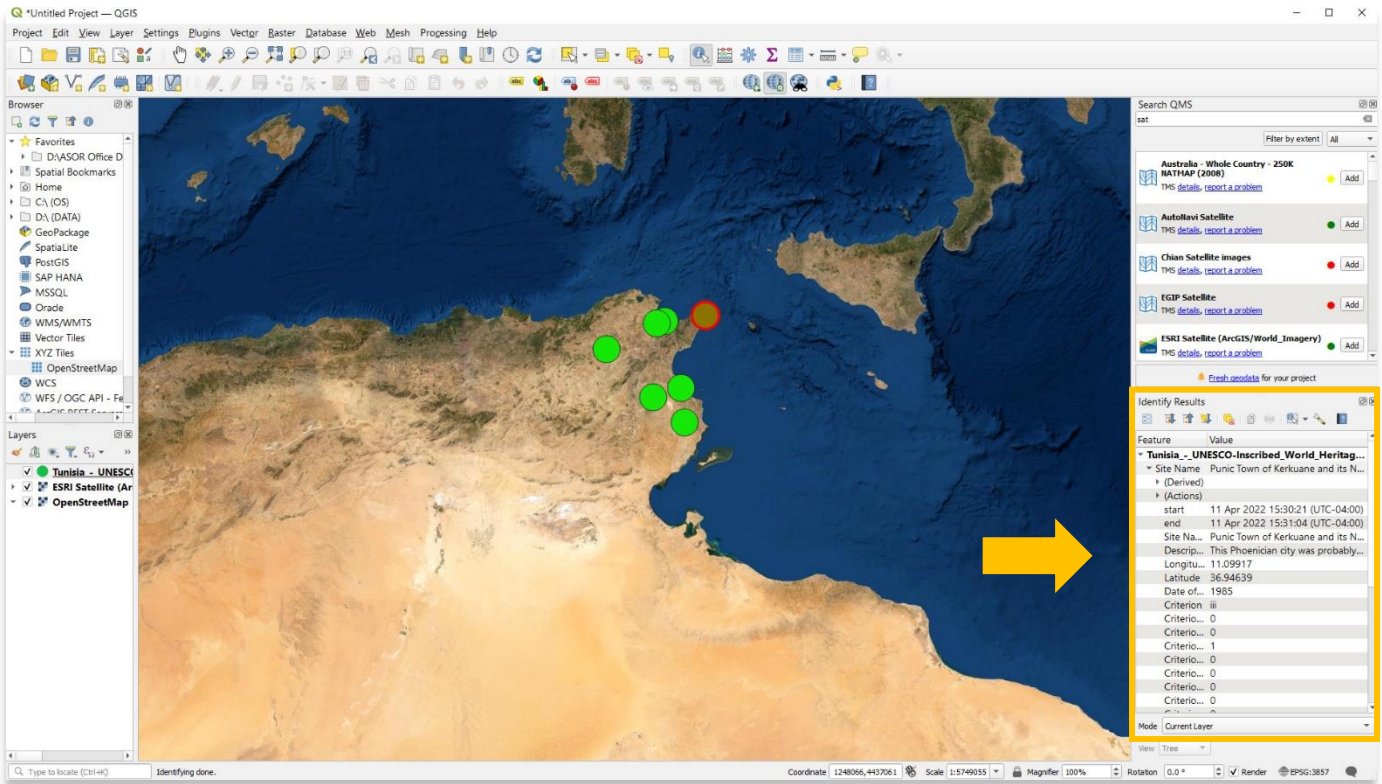 *Untitled Project — QGIS
Project Edit View Layer Settings Plugins Vector Raster Database Web Mesh Processing Help
Browser
Favorites
D:\ASOR Office D
Spatial Bookmarks
Home
C:\ (OS)
D:\ (DATA)
GeoPackage
SpatiaLite
PostGIS
SAP HANA
MSSQL
Oracle
WMS/WMTS
Vector Tiles
XYZ Tiles
OpenStreetMap
WCS
WFS / OGC API - Fe
ArcGIS REST Servers
Layers
Tunisia - UNESCO
ESRI Satellite (Ar
OpenStreetMap
Search QMS
sat
Filter by extent All
Australia - Whole Country - 250K
NATMAP (2008)
TMS details, report a problem
Add
AutoNavi Satellite
TMS details, report a problem
Add
Chian Satellite images
TMS details, report a problem
Add
EGIP Satellite
TMS details, report a problem
Add
ESRI Satellite (ArcGIS/World_Imagery)
TMS details, report a problem
Add
Fresh geodata for your project
Identify Results
Feature Value
Tunisia_-_UNESCO-Inscribed_World_Heritag...
Site Name Punic Town of Kerkuane and its N...
(Derived)
(Actions)
start 11 Apr 2022 15:30:21 (UTC-04:00)
end 11 Apr 2022 15:31:04 (UTC-04:00)
Site Na... Punic Town of Kerkuane and its N...
Descrip... This Phoenician city was probably...
Longitu... 11.09917
Latitude 36.94639
Date of... 1985
Criterion iii
Criterio... 0
Criterio... 0
Criterio... 1
Criterio... 0
Criterio... 0
Criterio... 0
Criterio... 0
Mode Current Layer
View Tree
Type to locate (Ctrl+K) Identifying done. Coordinate 1248066,4437061 Scale 1:5749055 Magnifier 100% Rotation 0.0 ° Render EPSG:3857